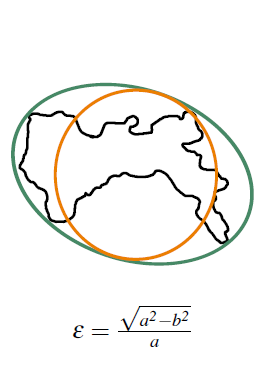 ε = √(a²−b²) / a